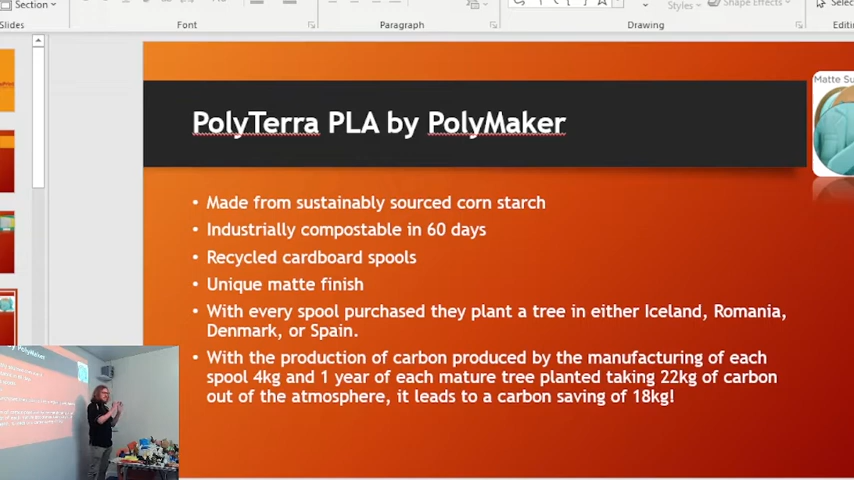 Section
Styles
Shape Effects
Slides
Font
Paragraph
Drawing
Matte Su
PolyTerra PLA by PolyMaker
• Made from sustainably sourced corn starch
• Industrially compostable in 60 days
• Recycled cardboard spools
• Unique matte finish
• With every spool purchased they plant a tree in either Iceland, Romania,
Denmark, or Spain.
• With the production of carbon produced by the manufacturing of each
spool 4kg and 1 year of each mature tree planted taking 22kg of carbon
out of the atmosphere, it leads to a carbon saving of 18kg!